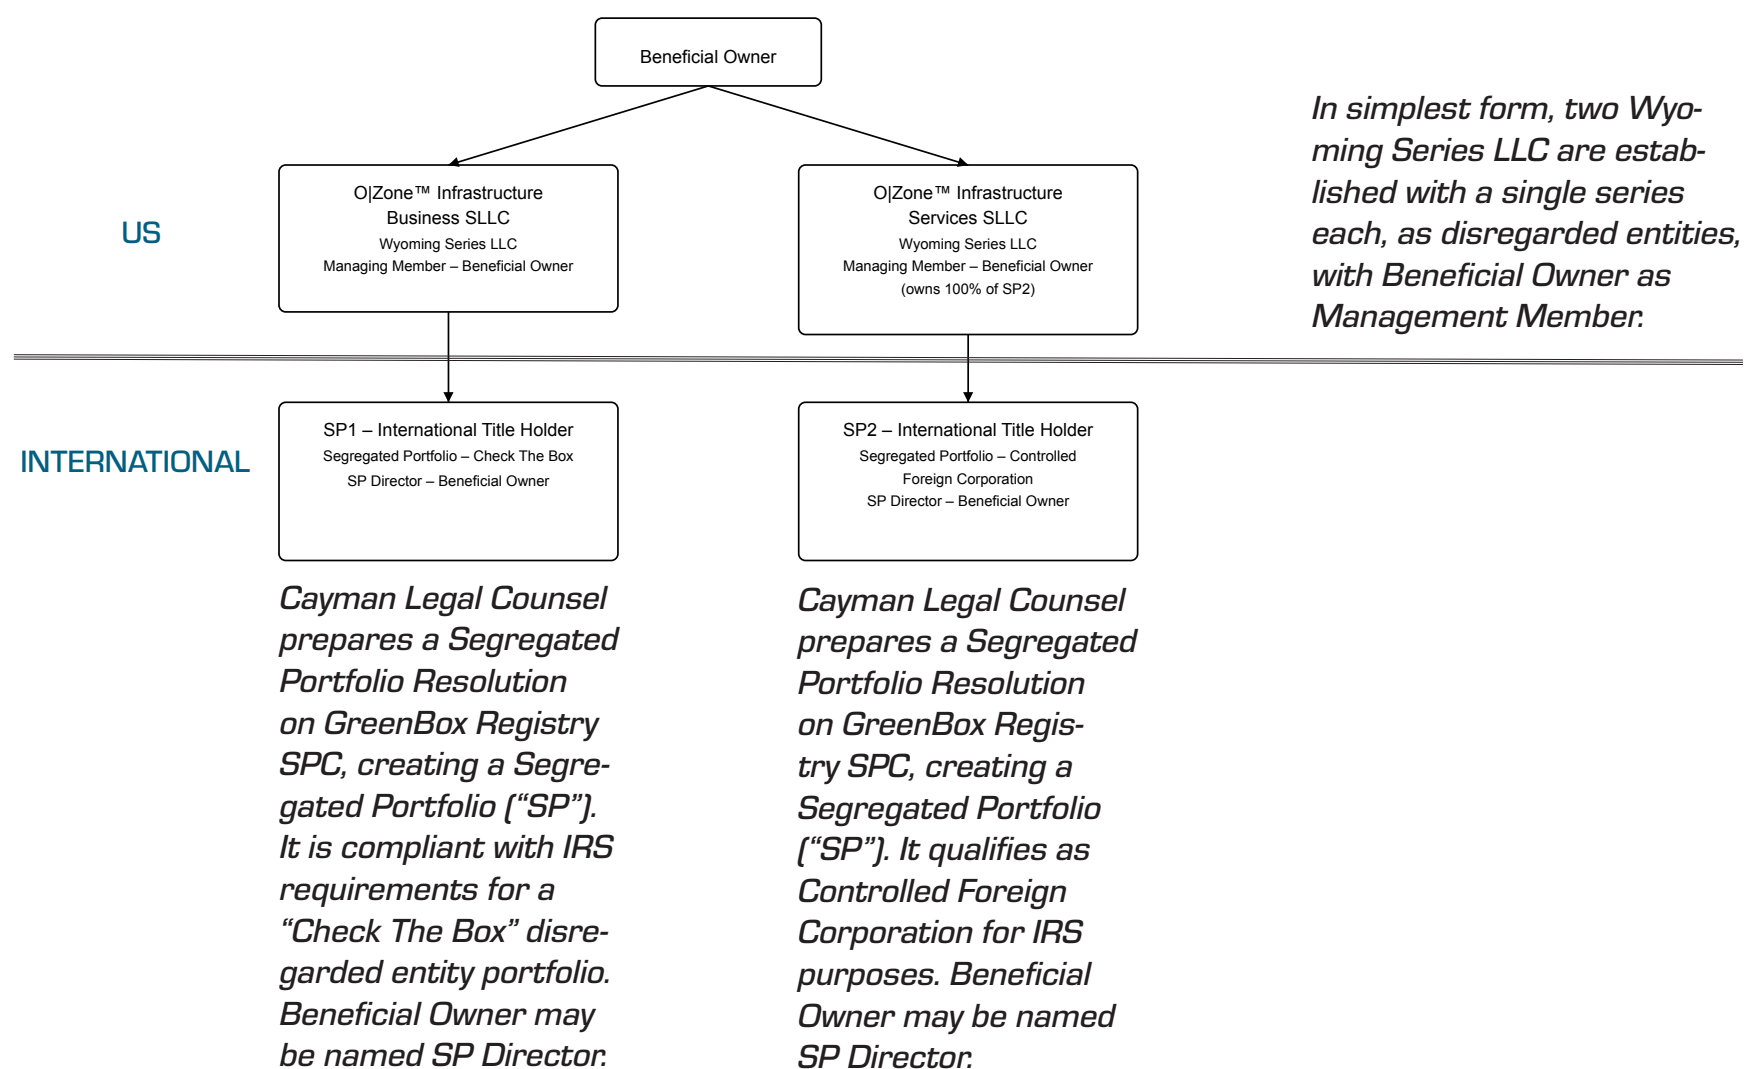 Beneficial Owner
In simplest form, two Wyo-
ming Series LLC are estab-
lished with a single series
each, as disregarded entities,
with Beneficial Owner as
Management Member.
US
O|Zone™ Infrastructure
Business SLLC
Wyoming Series LLC
Managing Member – Beneficial Owner
O|Zone™ Infrastructure
Services SLLC
Wyoming Series LLC
Managing Member – Beneficial Owner
(owns 100% of SP2)
INTERNATIONAL
SP1 – International Title Holder
Segregated Portfolio – Check The Box
SP Director – Beneficial Owner
SP2 – International Title Holder
Segregated Portfolio – Controlled
Foreign Corporation
SP Director – Beneficial Owner
Cayman Legal Counsel
prepares a Segregated
Portfolio Resolution
on GreenBox Registry
SPC, creating a Segre-
gated Portfolio (“SP”).
It is compliant with IRS
requirements for a
“Check The Box” disre-
garded entity portfolio.
Beneficial Owner may
be named SP Director.
Cayman Legal Counsel
prepares a Segregated
Portfolio Resolution
on GreenBox Regis-
try SPC, creating a
Segregated Portfolio
(“SP”). It qualifies as
Controlled Foreign
Corporation for IRS
purposes. Beneficial
Owner may be named
SP Director.